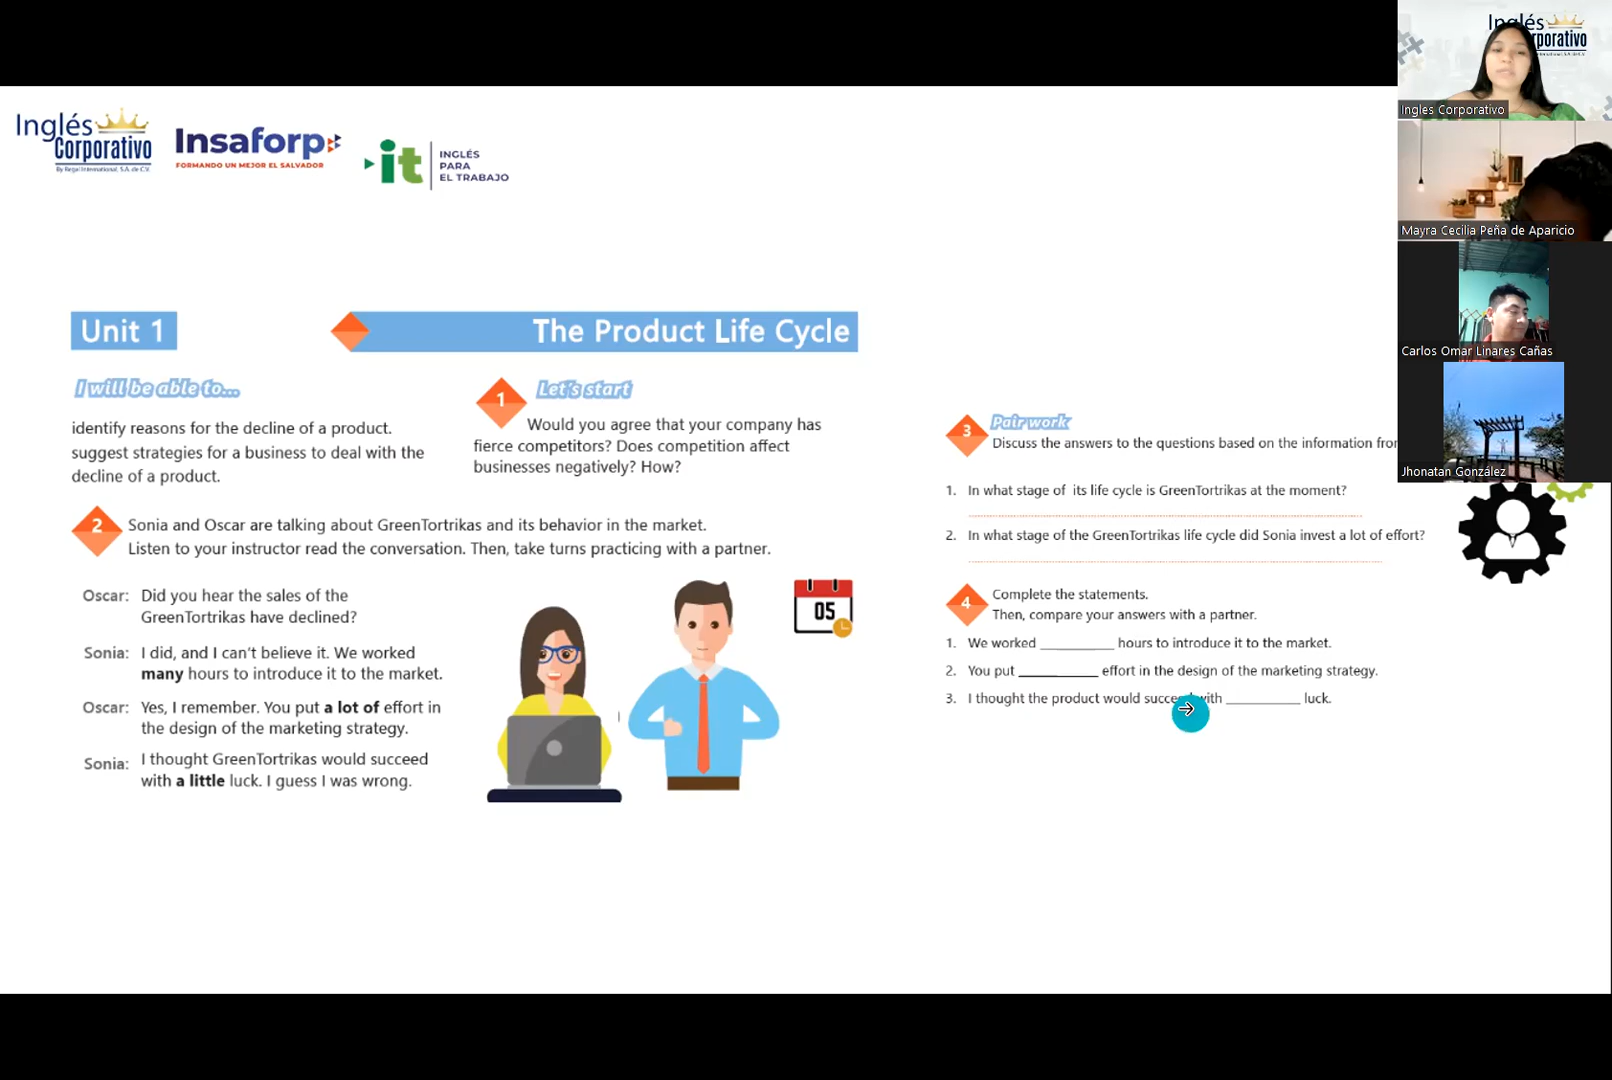 Inglés
Corporativo
By Regal International, S.A. de C.V.
Insaforp
FORMANDO UN MEJOR EL SALVADOR
it
INGLÉS
PARA
EL TRABAJO
Unit 1
The Product Life Cycle
I will be able to...
identify reasons for the decline of a product.
suggest strategies for a business to deal with the
decline of a product.
1
Let's start
Would you agree that your company has
fierce competitors? Does competition affect
businesses negatively? How?
2
Sonia and Oscar are talking about GreenTortrikas and its behavior in the market.
Listen to your instructor read the conversation. Then, take turns practicing with a partner.
Oscar: Did you hear the sales of the
GreenTortrikas have declined?
Sonia: I did, and I can't believe it. We worked
many hours to introduce it to the market.
Oscar: Yes, I remember. You put a lot of effort in
the design of the marketing strategy.
Sonia: I thought GreenTortrikas would succeed
with a little luck. I guess I was wrong.
05
3
Pair work
Discuss the answers to the questions based on the information
1. In what stage of its life cycle is GreenTortrikas at the moment?
2. In what stage of the GreenTortrikas life cycle did Sonia invest a lot of effort?
4
Complete the statements.
Then, compare your answers with a partner.
1. We worked __________ hours to introduce it to the market.
2. You put __________ effort in the design of the marketing strategy.
3. I thought the product would with __________ luck.
Inglés
Ingles Corporativo
Mayra Cecilia Peña de Aparicio
Carlos Omar Linares Cañas
Jhonatan González